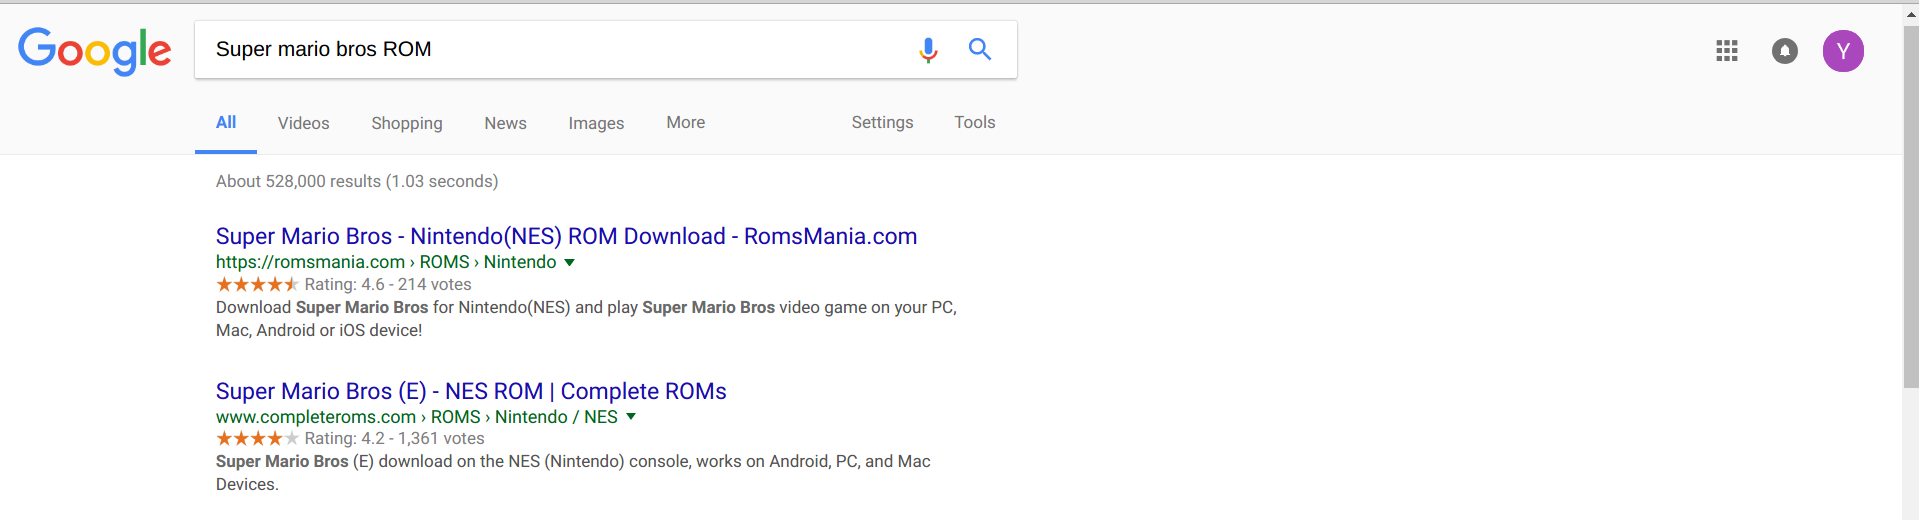 Google
Super mario bros ROM
Y
All Videos Shopping News Images More Settings Tools
About 528,000 results (1.03 seconds)
Super Mario Bros - Nintendo(NES) ROM Download - RomsMania.com
https://romsmania.com › ROMS › Nintendo
Rating: 4.6 - 214 votes
Download Super Mario Bros for Nintendo(NES) and play Super Mario Bros video game on your PC,
Mac, Android or iOS device!
Super Mario Bros (E) - NES ROM | Complete ROMs
www.completeroms.com › ROMS › Nintendo / NES
Rating: 4.2 - 1,361 votes
Super Mario Bros (E) download on the NES (Nintendo) console, works on Android, PC, and Mac
Devices.